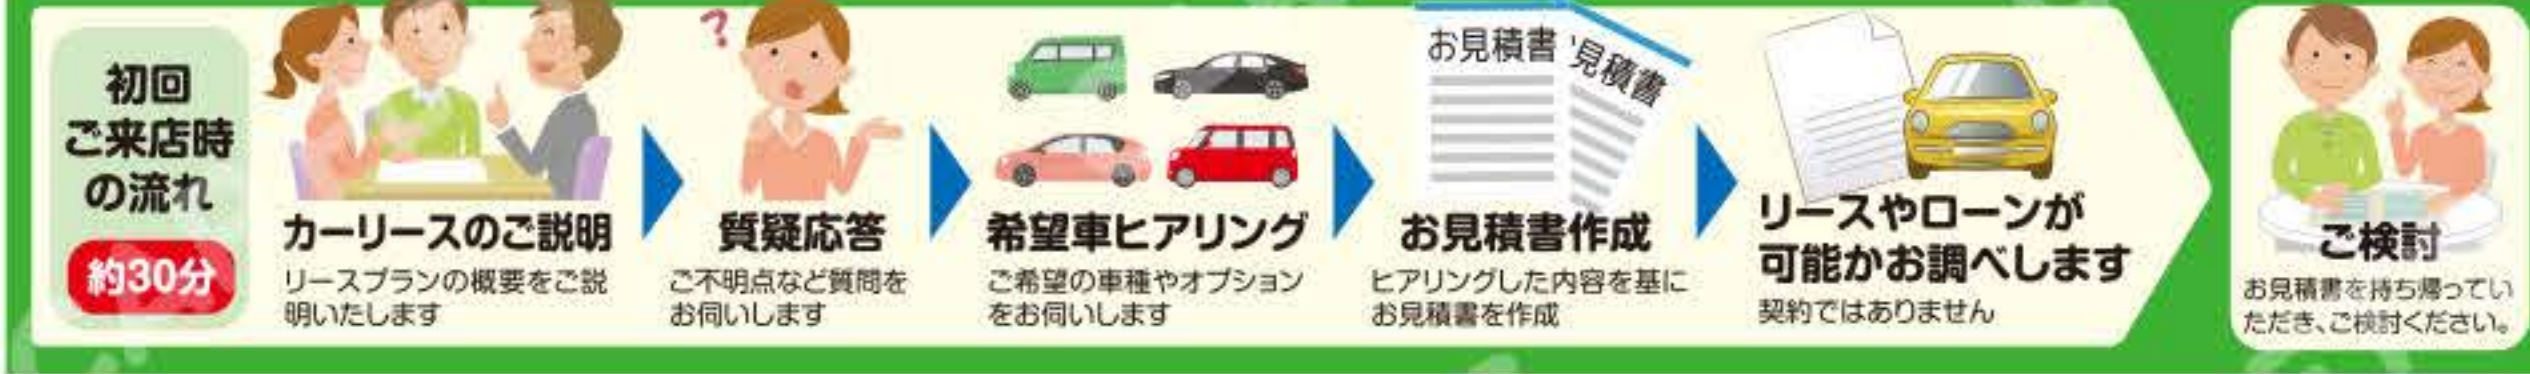 初回
ご来店時
の流れ
約30分
カーリースのご説明
リースプランの概要をご説
明いたします
?
質疑応答
ご不明点など質問を
お伺いします
希望車ヒアリング
ご希望の車種やオプション
をお伺いします
お見積書
見積書
お見積書作成
ヒアリングした内容を基に
お見積書を作成
リースやローンが
可能かお調べします
契約ではありません
ご検討
お見積書を持ち帰ってい
ただき、ご検討ください。